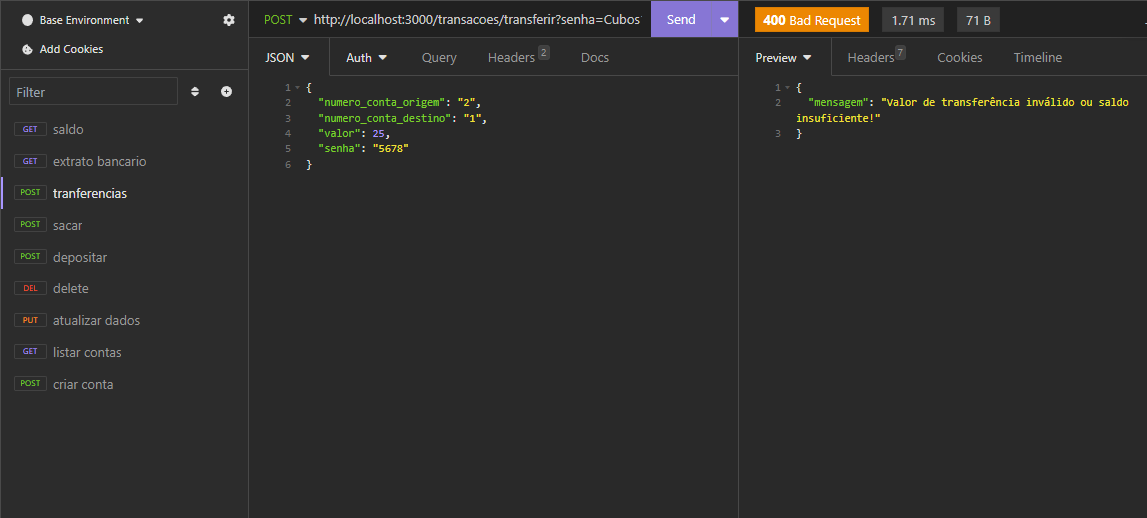 Base Environment
Add Cookies
Filter
GET saldo
GET extrato bancario
POST tranferencias
POST sacar
POST depositar
DEL delete
PUT atualizar dados
GET listar contas
POST criar conta
POST http://localhost:3000/transacoes/transferir?senha=Cubos Send
JSON Auth Query Headers 2 Docs
1 {
2 "numero_conta_origem": "2",
3 "numero_conta_destino": "1",
4 "valor": 25,
5 "senha": "5678"
6 }
400 Bad Request 1.71 ms 71 B
Preview Headers 7 Cookies Timeline
1 {
2 "mensagem": "Valor de transferência inválido ou saldo
insuficiente!"
3 }